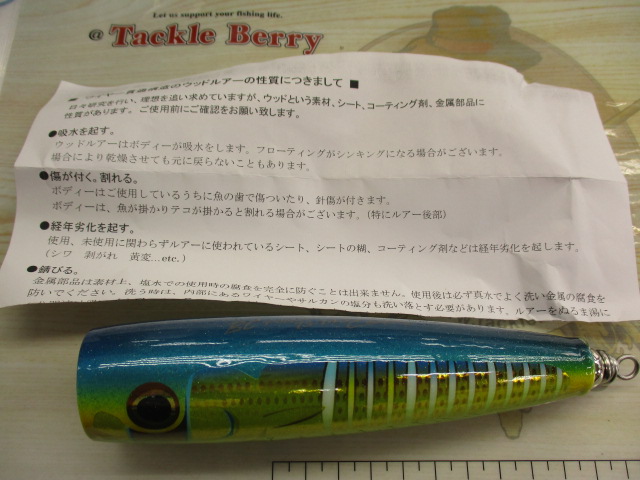 Let us support your fishing life.
@ Tackle Berry
のウッドルアーの性質につきまして ■
日々研究を行い、理想を追い求めていますが、ウッドという素材、シート、コーティング剤、金属部品に
性質があります。ご使用前にご確認をお願い致します。
●吸水を起す。
ウッドルアーはボディーが吸水をします。フローティングがシンキングになる場合がございます。
場合により乾燥させても元に戻らないこともあります。
●傷が付く。割れる。
ボディーはご使用しているうちに魚の歯で傷ついたり、針傷が付きます。
ボディーは、魚が掛かりテコが掛かると割れる場合がございます。(特にルアー後部)
●経年劣化を起す。
使用、未使用に関わらずルアーに使われているシート、シートの糊、コーティング剤などは経年劣化を起します。
(シワ 剥がれ 黄変…etc.)
●錆びる。
金属部品は素材上、塩水での使用時の腐食を完全に防ぐことは出来ません。使用後は必ず真水でよく洗い金属の腐食を
防いでください。洗う時は、内部にあるワイヤーやサルカンの塩分も洗い落とす必要があります。ルアーをぬるま湯に